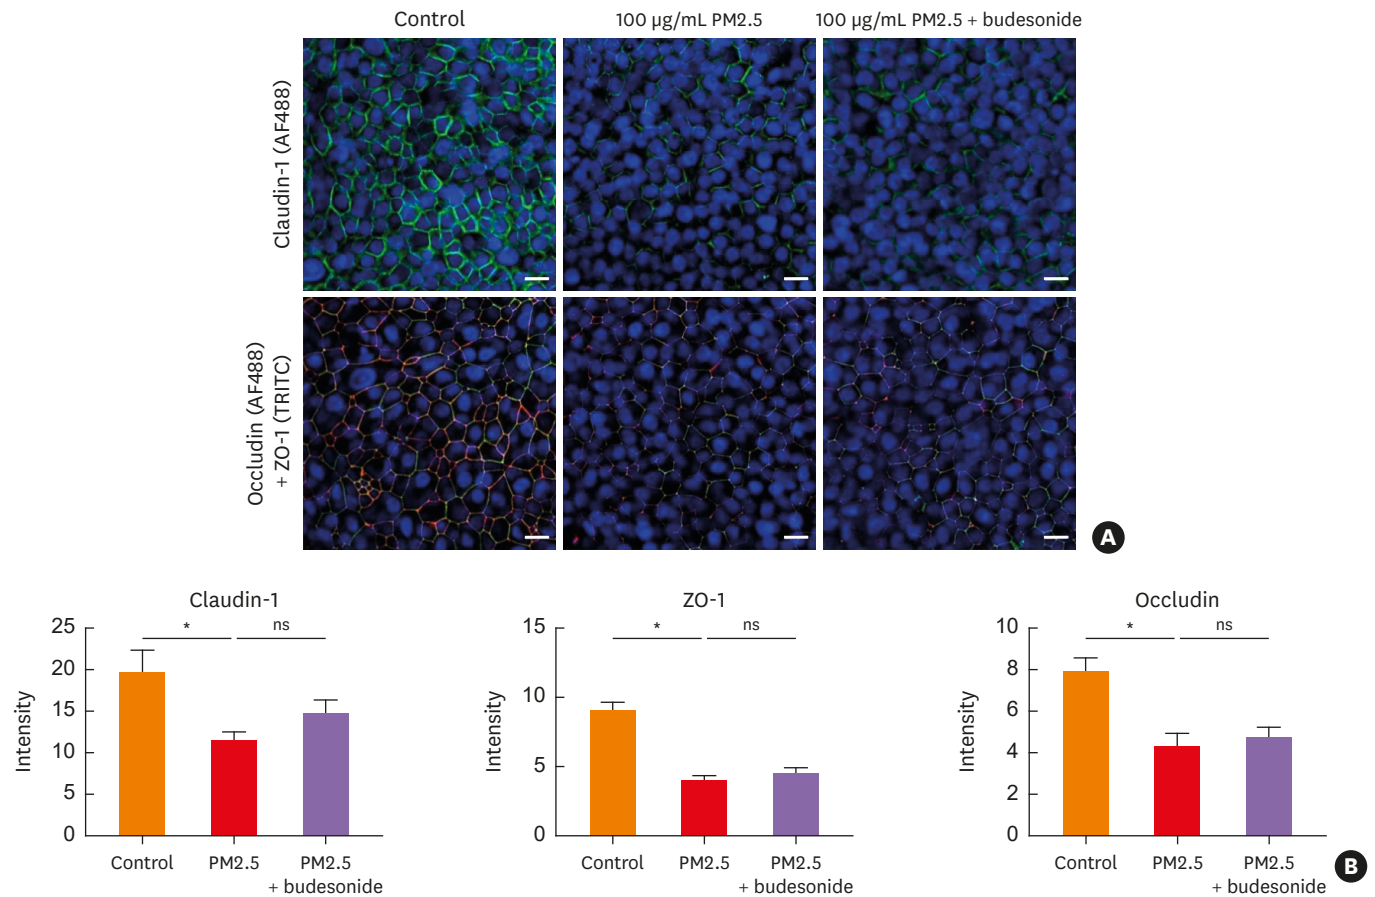 Control
100 µg/mL PM2.5
100 µg/mL PM2.5 + budesonide
Claudin-1 (AF488)
Occludin (AF488)
+ ZO-1 (TRITC)
A
Claudin-1
25
20
15
10
5
0
Intensity
*
ns
Control
PM2.5
PM2.5
+ budesonide
ZO-1
15
10
5
0
Intensity
*
ns
Control
PM2.5
PM2.5
+ budesonide
Occludin
10
8
6
4
2
0
Intensity
*
ns
Control
PM2.5
PM2.5
+ budesonide
B